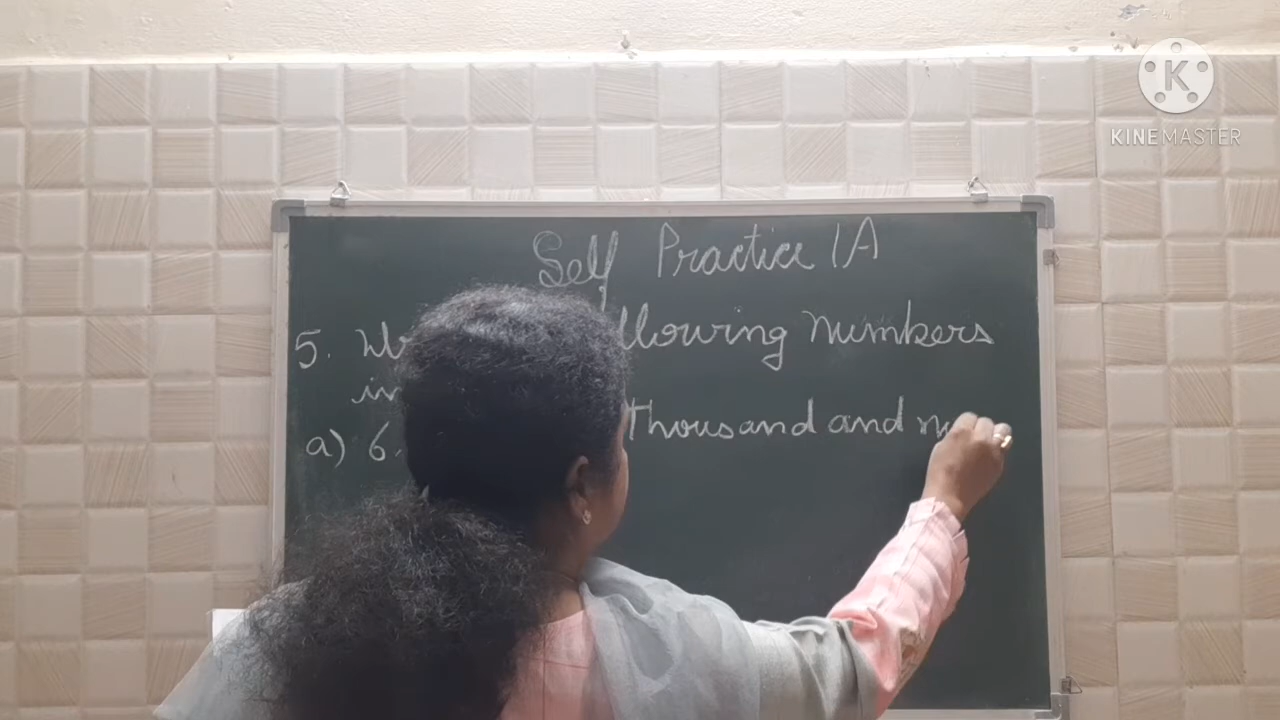 KINEMASTER
Self Practice 1A
5. llowing numbers
in
a) 6, Thousand and